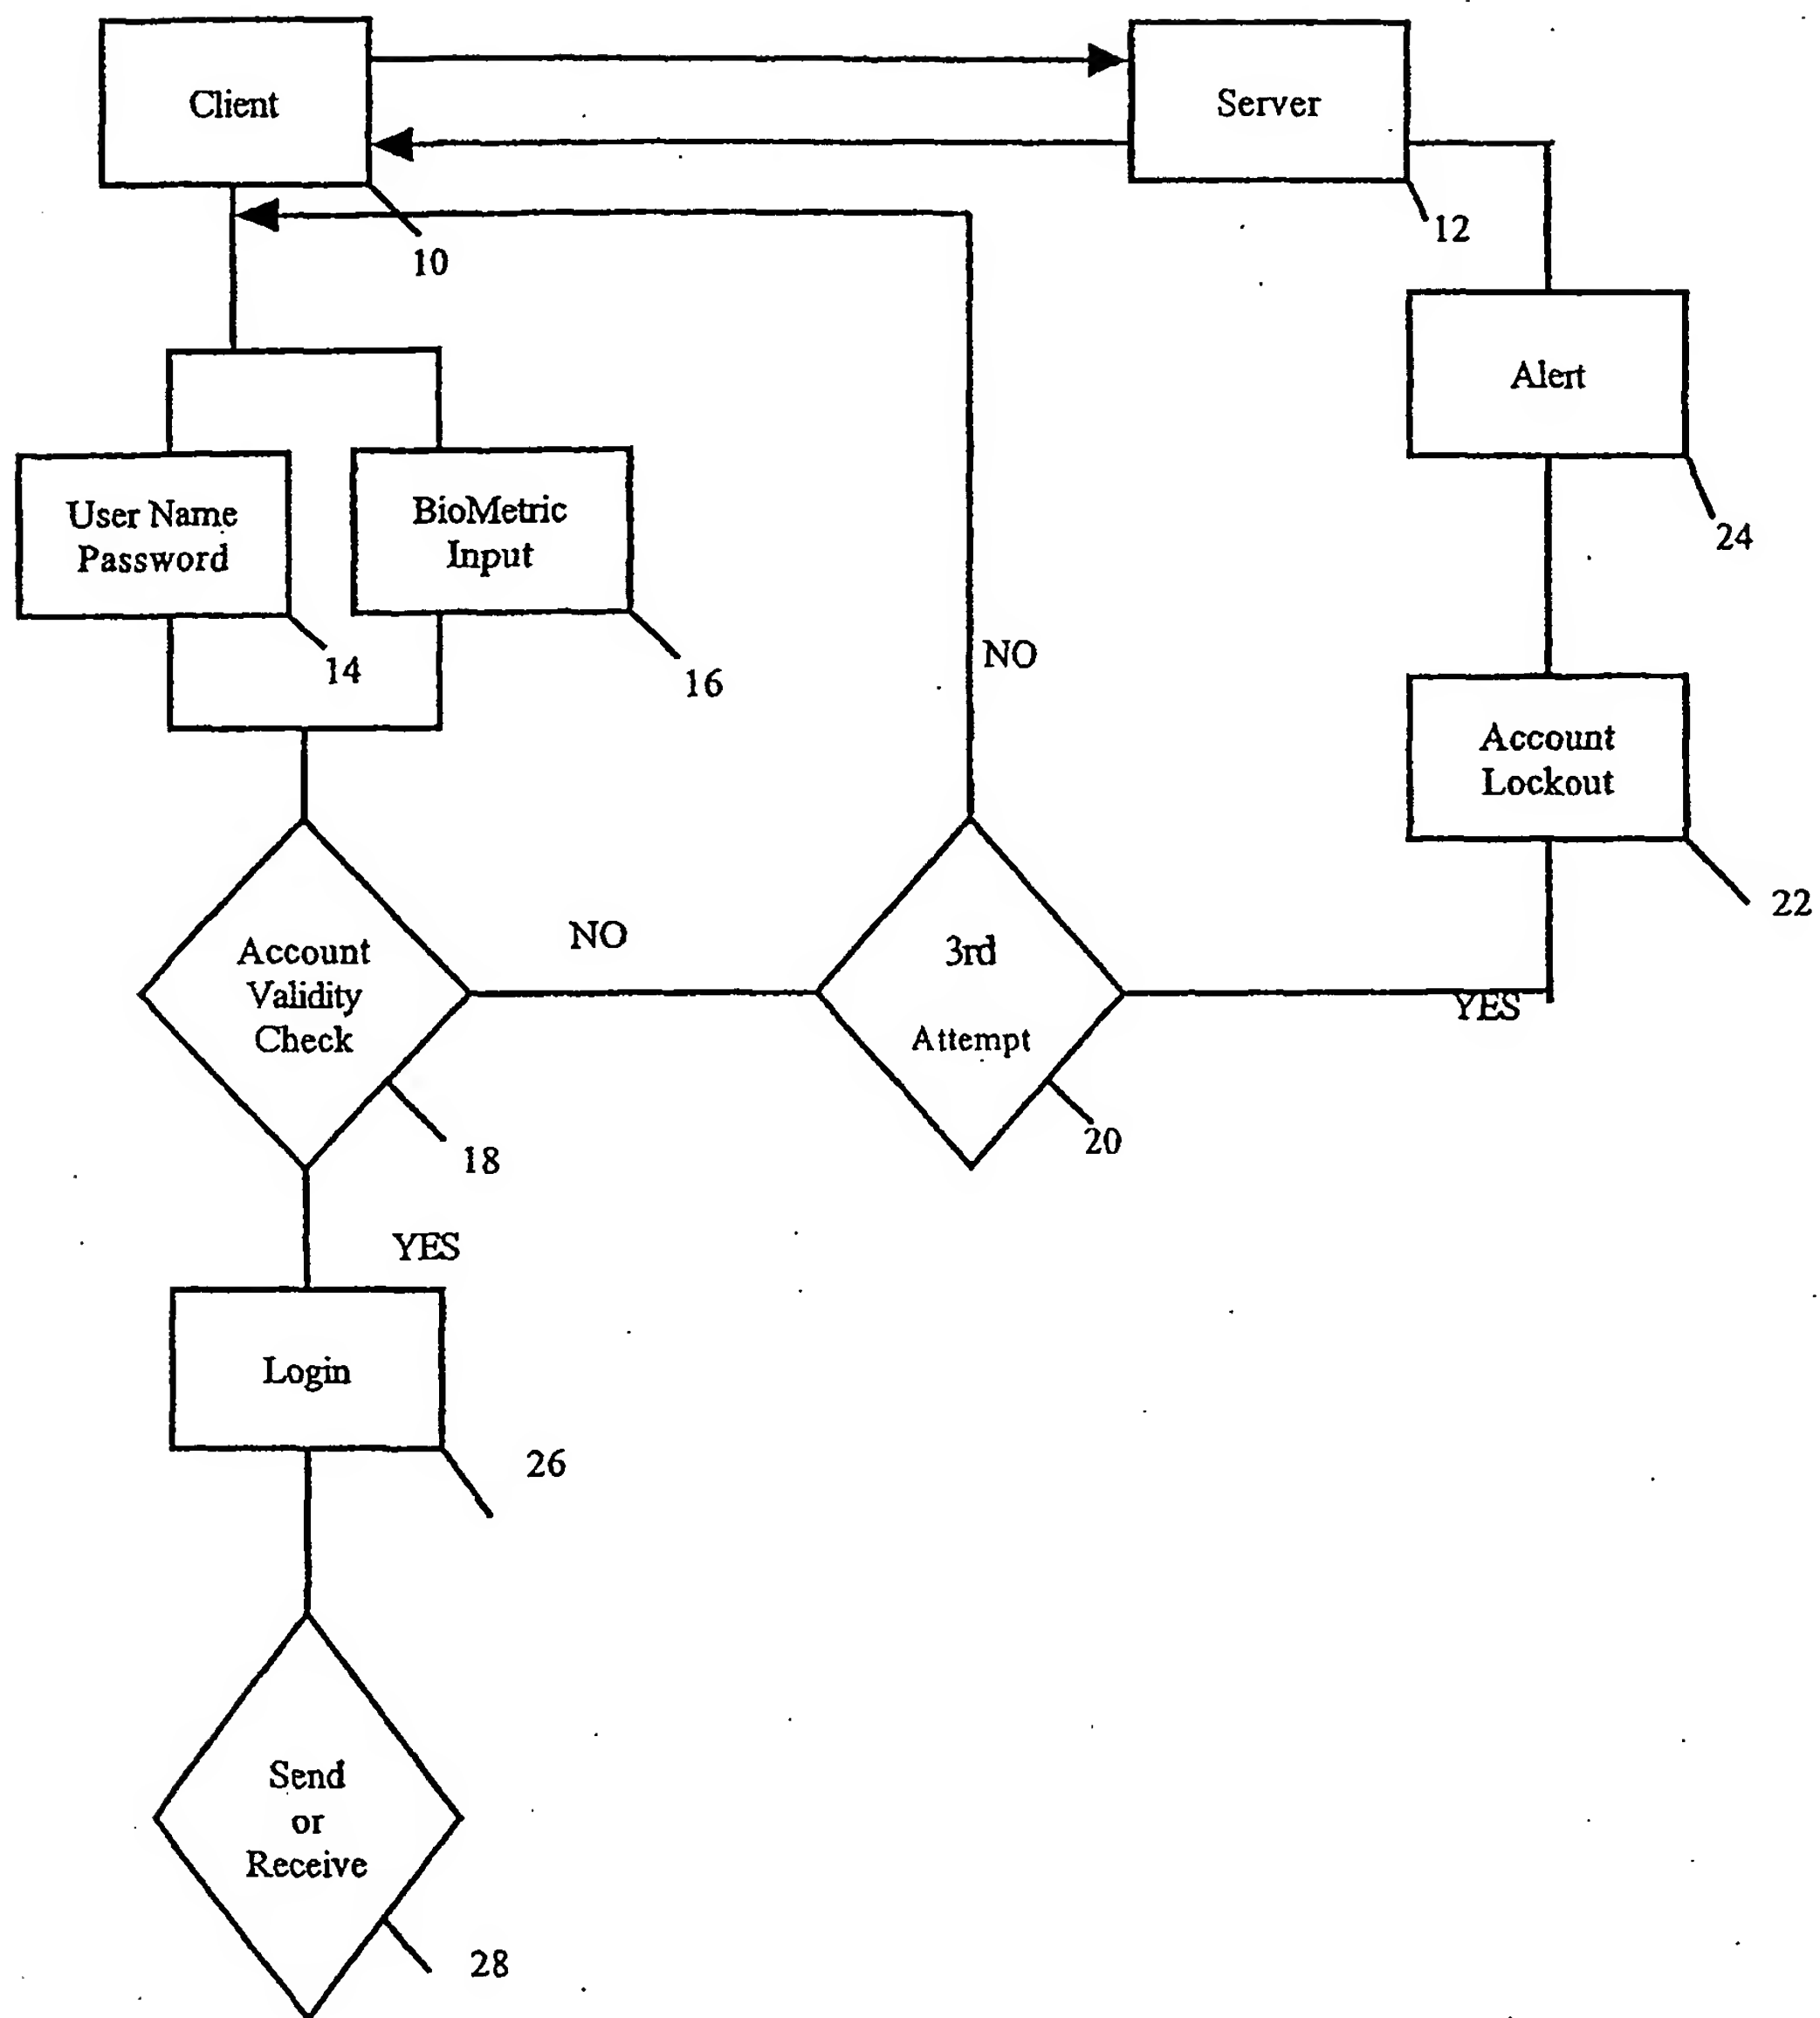 Client
Server
10
12
Alert
User Name
Password
BioMetric
Input
24
14
16
NO
Account
Lockout
22
NO
Account
Validity
Check
3rd
Attempt
YES
18
20
YES
Login
26
Send
or
Receive
28